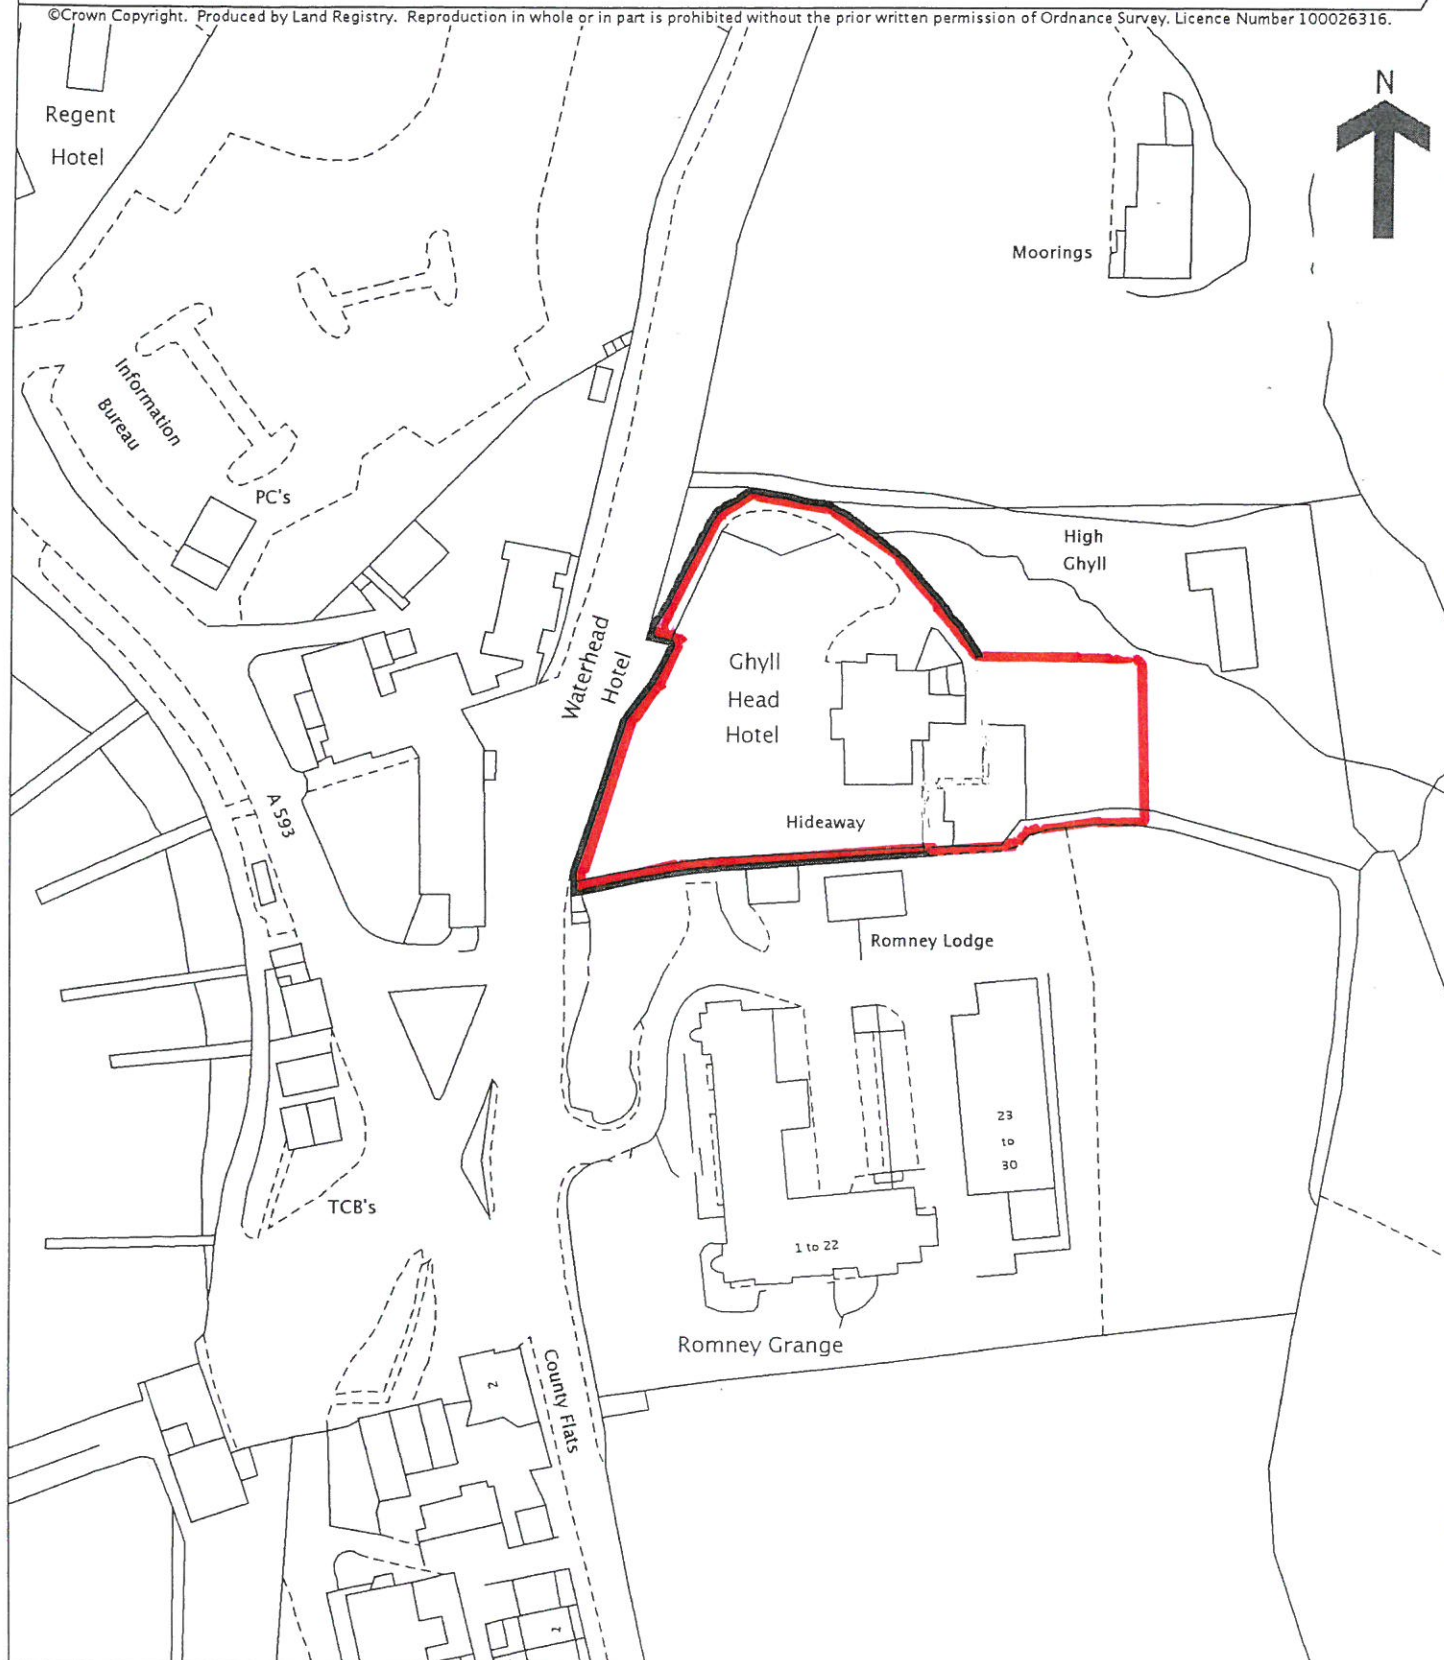 ©Crown Copyright. Produced by Land Registry. Reproduction in whole or in part is prohibited without the prior written permission of Ordnance Survey. Licence Number 100026316.
N
Regent
Hotel
Moorings
Information
Bureau
PC's
High
Ghyll
Waterhead
Hotel
Ghyll
Head
Hotel
A 593
Hideaway
Romney Lodge
23
to
30
TCB's
1 to 22
Romney Grange
County Flats
2
2